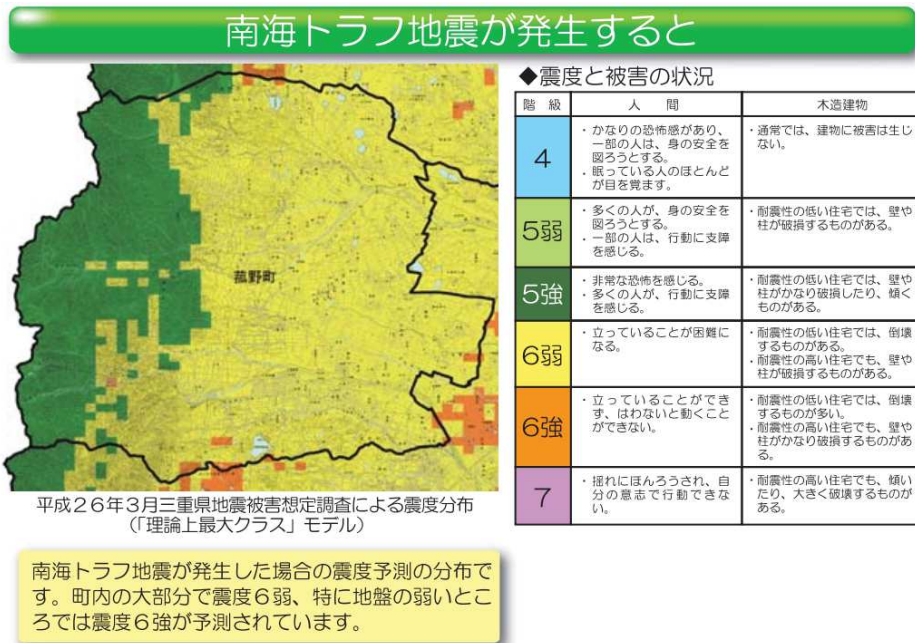 南海トラフ地震が発生すると
菰野町
平成２６年３月三重県地震被害想定調査による震度分布
（「理論上最大クラス」モデル）
南海トラフ地震が発生した場合の震度予測の分布で
す。町内の大部分で震度６弱、特に地盤の弱いとこ
ろでは震度６強が予測されています。
◆震度と被害の状況
階　級　人　間　木造建物
4
・かなりの恐怖感があり、
一部の人は、身の安全を
図ろうとする。
・眠っている人のほとんど
が目を覚ます。
・通常では、建物に被害は生じ
ない。
5弱
・多くの人が、身の安全を
図ろうとする。
・一部の人は、行動に支障
を感じる。
・耐震性の低い住宅では、壁や
柱が破損するものがある。
5強
・非常な恐怖を感じる。
・多くの人が、行動に支障
を感じる。
・耐震性の低い住宅では、壁や
柱がかなり破損したり、傾く
ものがある。
6弱
・立っていることが困難に
なる。
・耐震性の低い住宅では、倒壊
するものがある。
・耐震性の高い住宅でも、壁や
柱が破損するものがある。
6強
・立っていることができ
ず、はわないと動くこと
ができない。
・耐震性の低い住宅では、倒壊
するものが多い。
・耐震性の高い住宅でも、壁や
柱がかなり破損するものがあ
る。
7
・揺れにほんろうされ、自
分の意志で行動できな
い。
・耐震性の高い住宅でも、傾い
たり、大きく破壊するものが
ある。